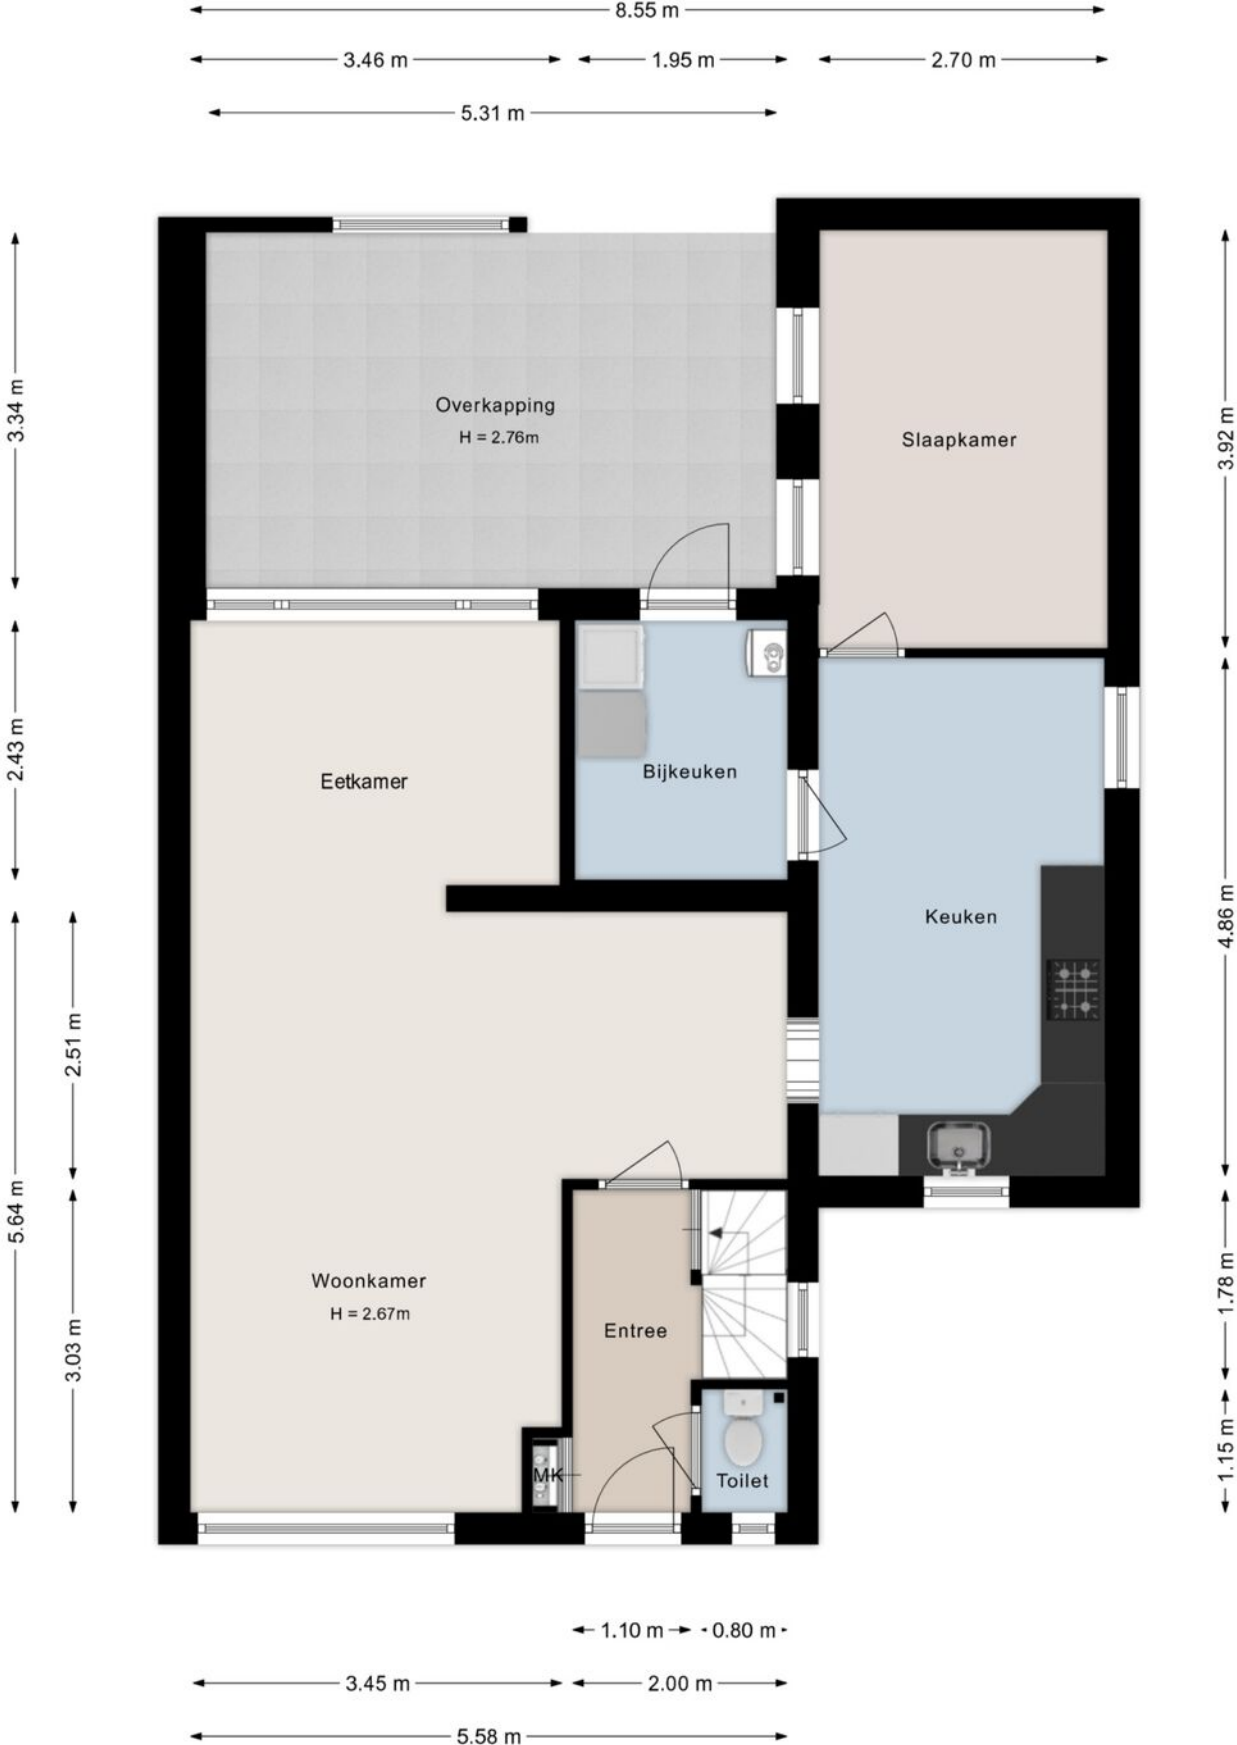 8.55 m
3.46 m
1.95 m
2.70 m
5.31 m
3.34 m
Overkapping
H = 2.76m
Slaapkamer
3.92 m
2.43 m
Eetkamer
Bijkeuken
Keuken
4.86 m
2.51 m
5.64 m
Woonkamer
H = 2.67m
Entree
1.78 m
3.03 m
MK
Toilet
1.15 m
1.10 m
0.80 m
3.45 m
2.00 m
5.58 m